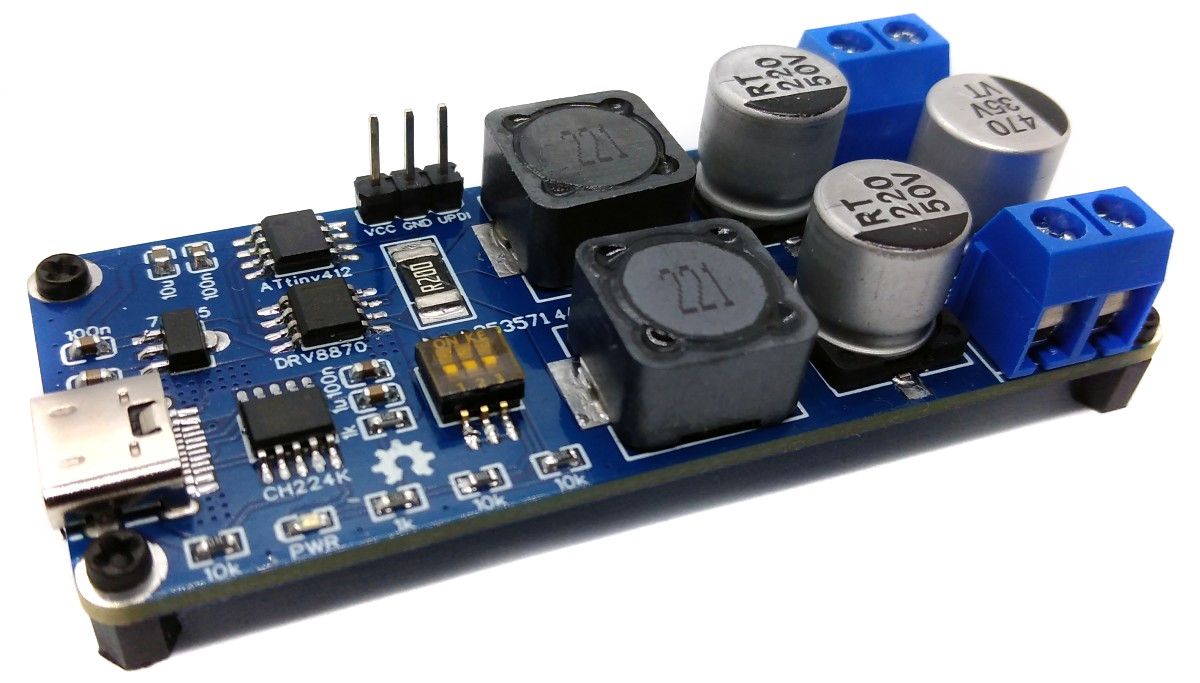 RT
220
50V
470
35V
VT
221
RT
220
50V
VCC GND UPDI
221
10u
100n
ATtiny412
R200
100n
DRV8870
ON KE
1 2 3
100n
1u
1k
CH224K
10k
10k
1k
PWR
10k